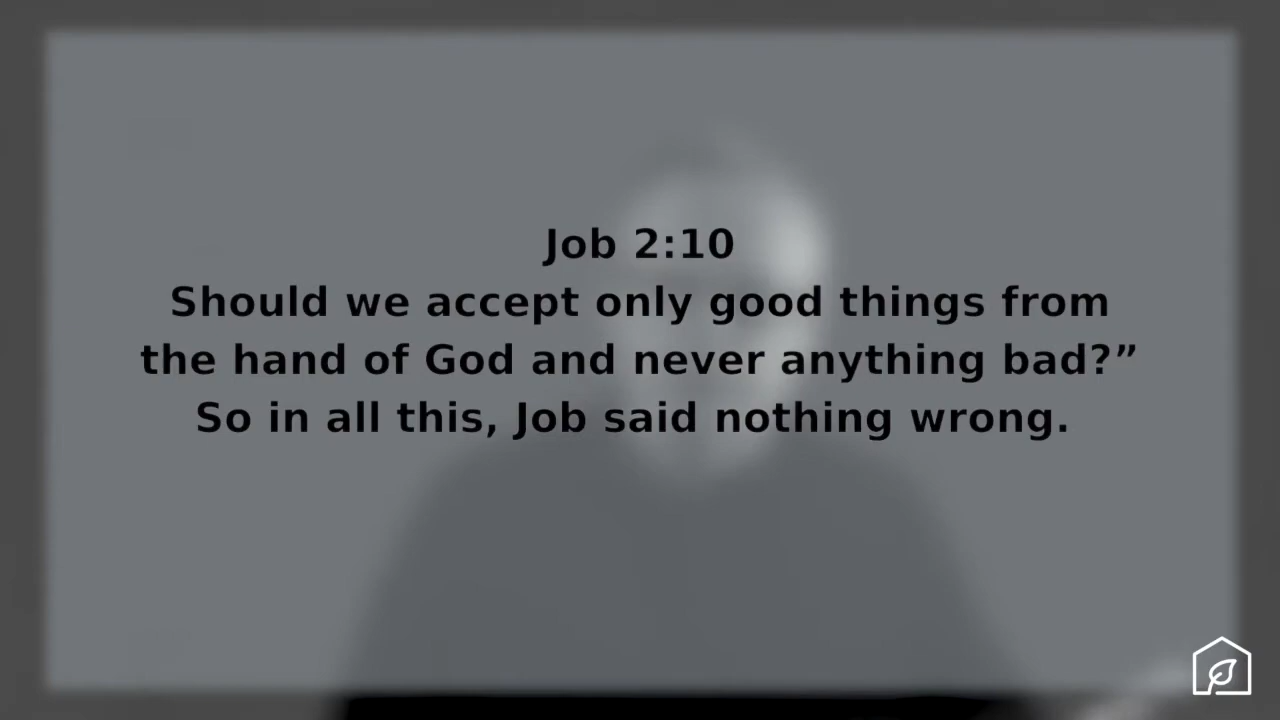 Job 2:10
Should we accept only good things from
the hand of God and never anything bad?”
So in all this, Job said nothing wrong.